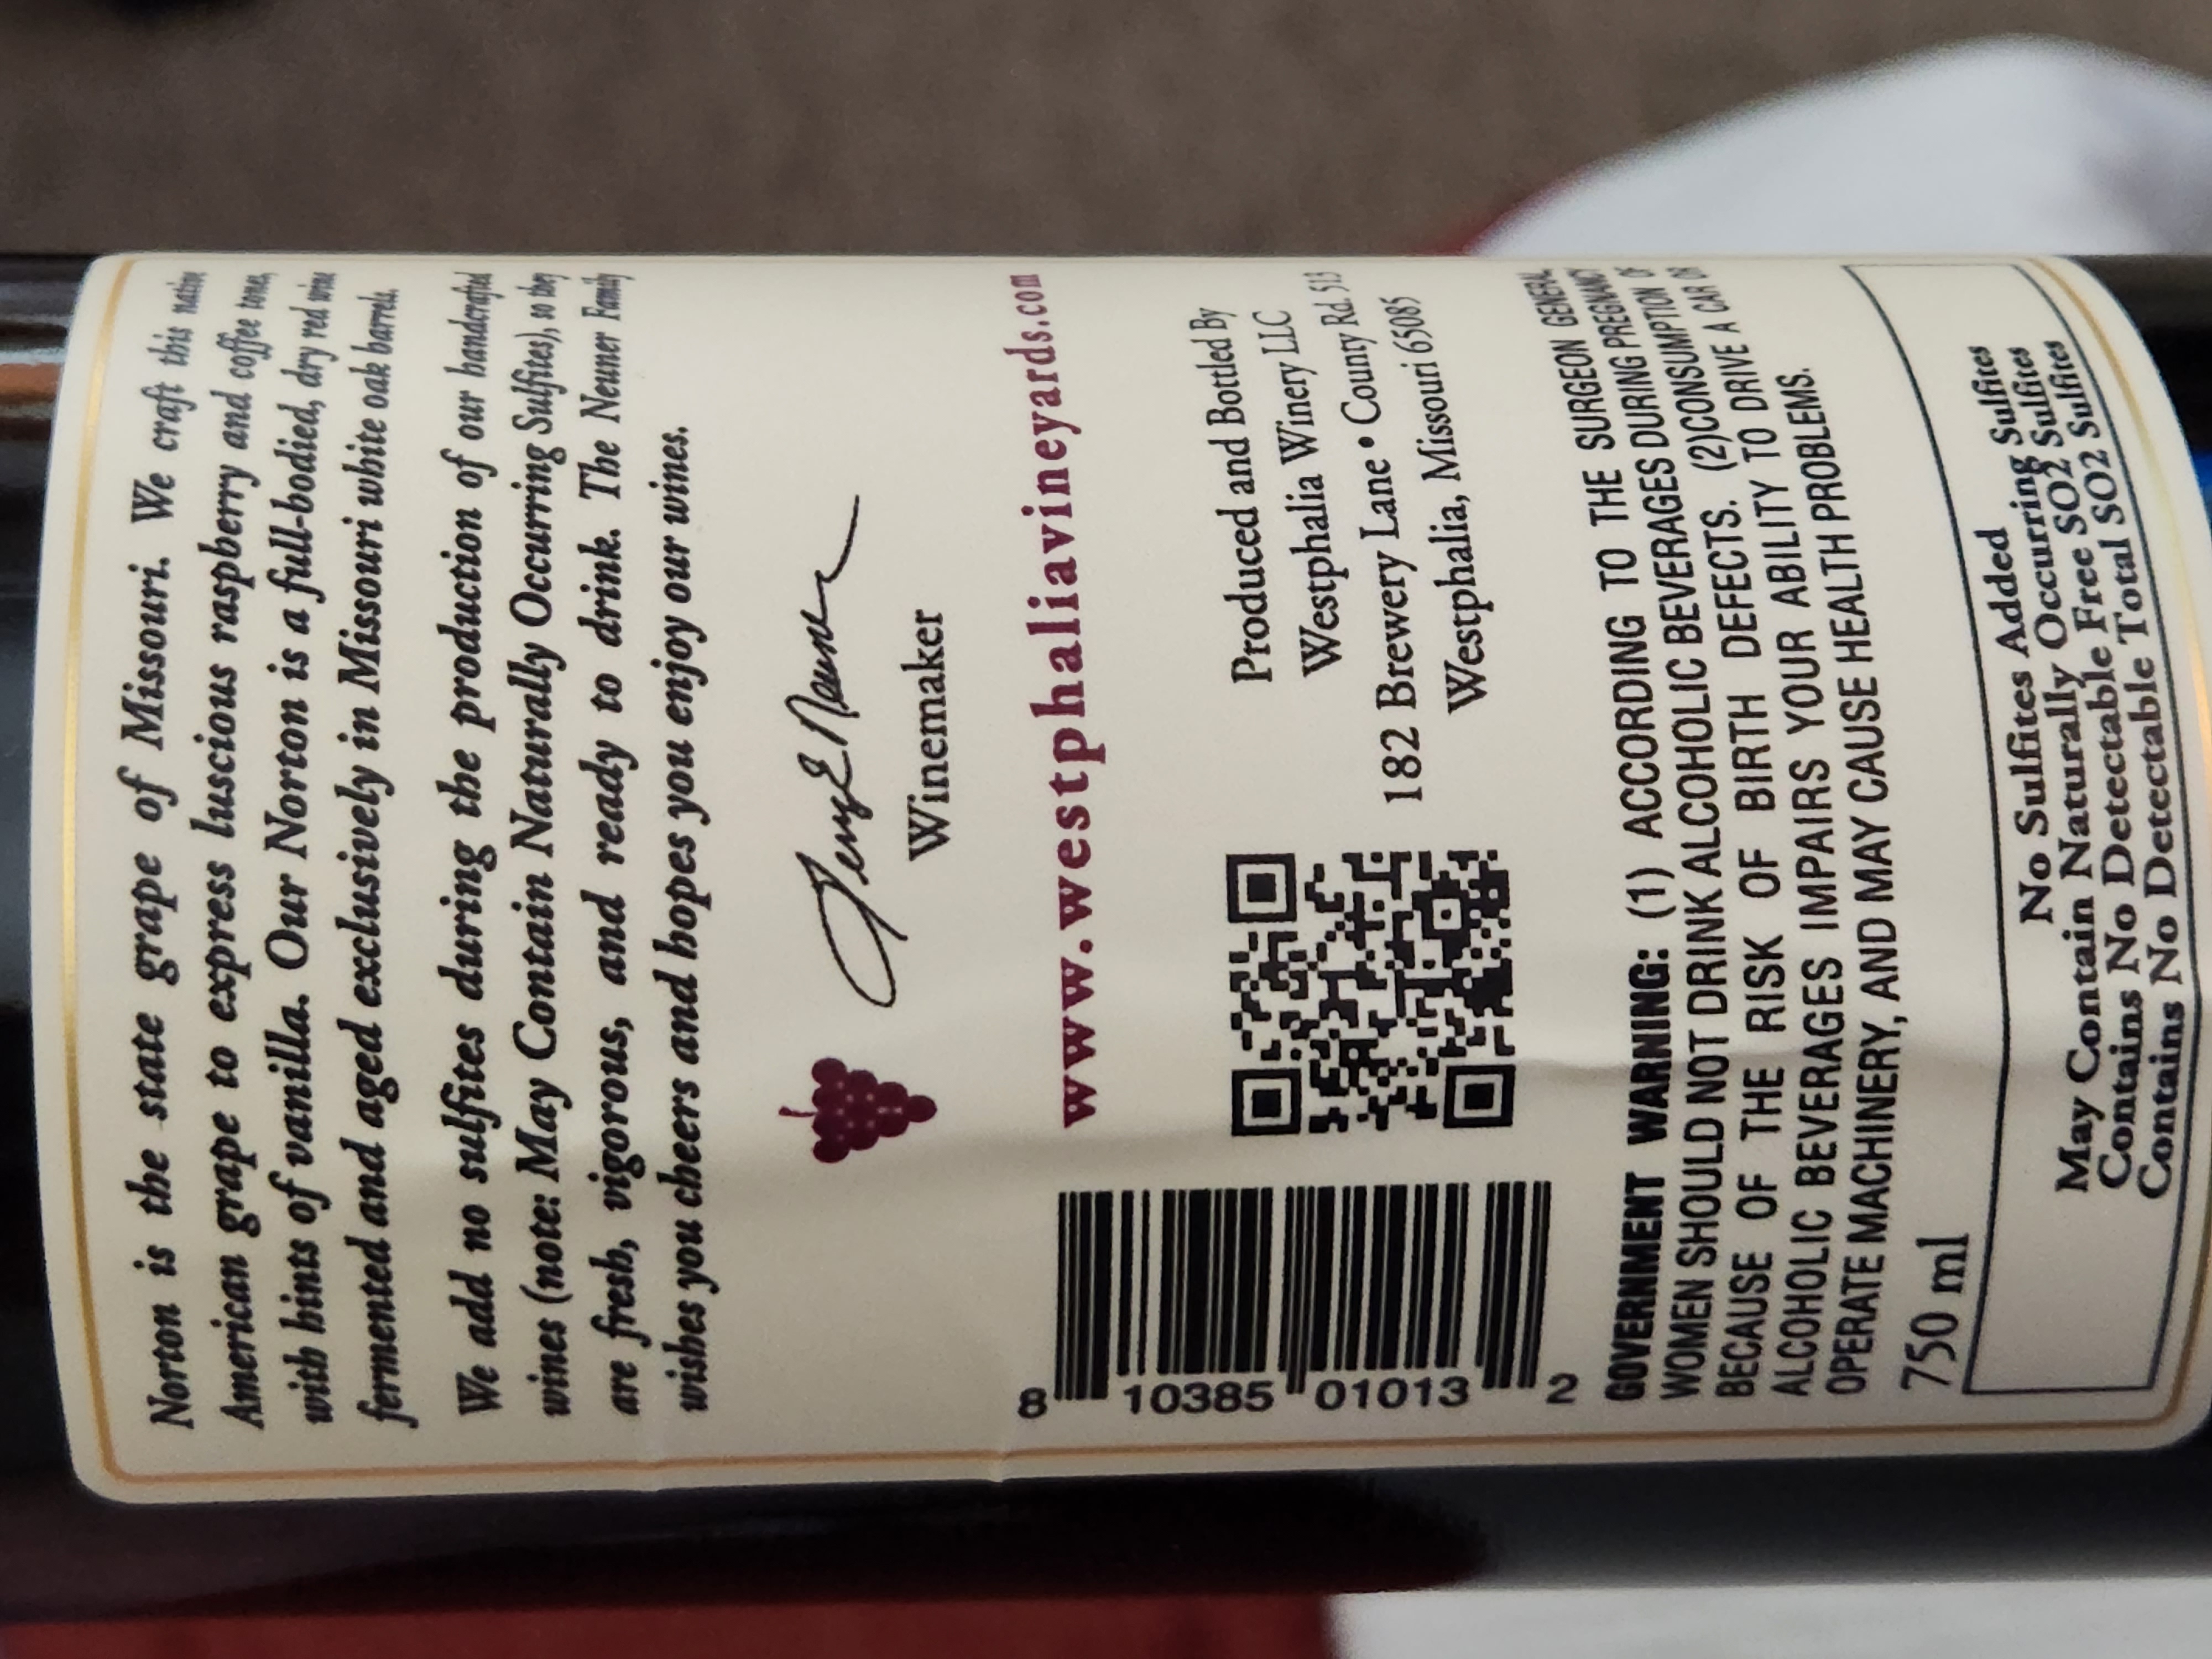 Norton is the state grape of Missouri. We craft this native
American grape to express luscious raspberry and coffee tones,
with hints of vanilla. Our Norton is a full-bodied, dry red wine
fermented and aged exclusively in Missouri white oak barrels.
We add no sulfites during the production of our handcrafted
wines (note: May Contain Naturally Occurring Sulfites), so they
are fresh, vigorous, and ready to drink. The Neuner Family
wishes you cheers and hopes you enjoy our wines.
Winemaker
www.westphaliavineyards.com
8 10385 01013 2
Produced and Bottled By
Westphalia Winery LLC
182 Brewery Lane • County Rd. 513
Westphalia, Missouri 65085
GOVERNMENT WARNING: (1) ACCORDING TO THE SURGEON GENERAL
WOMEN SHOULD NOT DRINK ALCOHOLIC BEVERAGES DURING PREGNANCY
BECAUSE OF THE RISK OF BIRTH DEFECTS. (2)CONSUMPTION OF
ALCOHOLIC BEVERAGES IMPAIRS YOUR ABILITY TO DRIVE A CAR OR
OPERATE MACHINERY, AND MAY CAUSE HEALTH PROBLEMS.
750 ml
No Sulfites Added
May Contain Naturally Occurring Sulfites
Contains No Detectable Free SO2 Sulfites
Contains No Detectable Total SO2 Sulfites